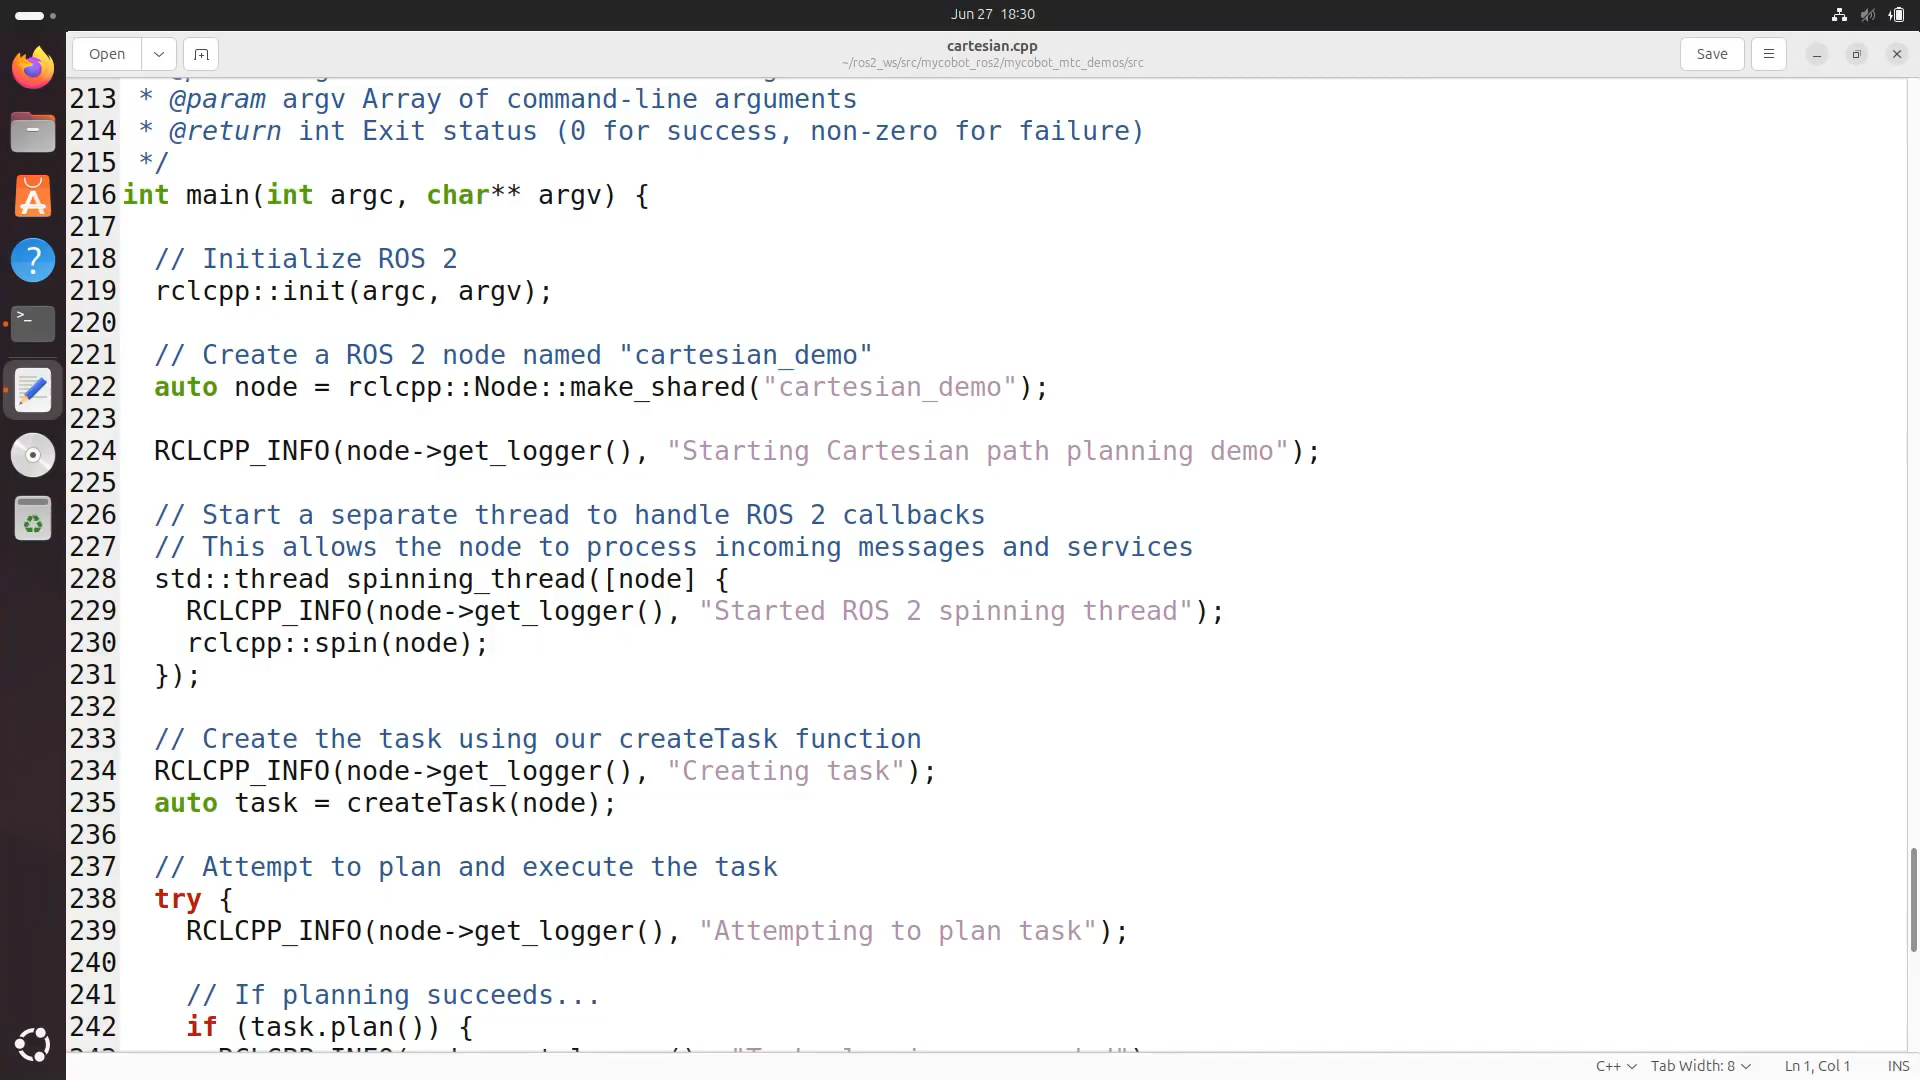 Jun 27 18:30
Open
cartesian.cpp
~/ros2_ws/src/mycobot_ros2/mycobot_mtc_demos/src
Save
213 * @param argv Array of command-line arguments
214 * @return int Exit status (0 for success, non-zero for failure)
215 */
216 int main(int argc, char** argv) {
217
218 // Initialize ROS 2
219 rclcpp::init(argc, argv);
220
221 // Create a ROS 2 node named "cartesian_demo"
222 auto node = rclcpp::Node::make_shared("cartesian_demo");
223
224 RCLCPP_INFO(node->get_logger(), "Starting Cartesian path planning demo");
225
226 // Start a separate thread to handle ROS 2 callbacks
227 // This allows the node to process incoming messages and services
228 std::thread spinning_thread([node] {
229 RCLCPP_INFO(node->get_logger(), "Started ROS 2 spinning thread");
230 rclcpp::spin(node);
231 });
232
233 // Create the task using our createTask function
234 RCLCPP_INFO(node->get_logger(), "Creating task");
235 auto task = createTask(node);
236
237 // Attempt to plan and execute the task
238 try {
239 RCLCPP_INFO(node->get_logger(), "Attempting to plan task");
240
241 // If planning succeeds...
242 if (task.plan()) {
C++ Tab Width: 8 Ln 1, Col 1 INS